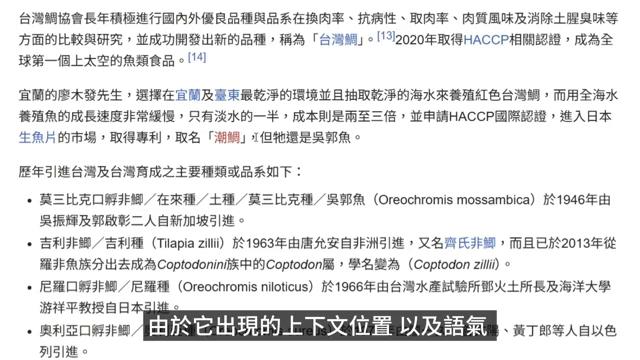 台灣鯛協會長年積極進行國內外優良品種與品系在換肉率、抗病性、取肉率、肉質風味及消除土腥臭味等
方面的比較與研究，並成功開發出新的品種，稱為「台灣鯛」。[13]2020年取得HACCP相關認證，成為全
球第一個上太空的魚類食品。[14]
宜蘭的廖木發先生，選擇在宜蘭及臺東最乾淨的環境並且抽取乾淨的海水來養殖紅色台灣鯛，而用全海水
養殖魚的成長速度非常緩慢，只有淡水的一半，成本則是兩至三倍，並申請HACCP國際認證，進入日本
生魚片的市場，取得專利，取名「潮鯛」，但牠還是吳郭魚。
歷年引進台灣及台灣育成之主要種類或品系如下：
• 莫三比克口孵非鯽／在來種／土種／莫三比克種／吳郭魚（Oreochromis mossambica）於1946年由
吳振輝及郭啟彰二人自新加坡引進。
• 吉利非鯽／吉利種（Tilapia zillii）於1963年由唐允安自非洲引進，又名齊氏非鯽，而且已於2013年從
羅非魚族分出去成為Coptodonini族中的Coptodon屬，學名變為（Coptodon zillii）。
• 尼羅口孵非鯽／尼羅種（Oreochromis niloticus）於1966年由台灣水產試驗所鄧火土所長及海洋大學
游祥平教授自日本引進。
• 奧利亞口孵非鯽
、黃丁郎等人自以色
列引進。
由於它出現的上下文位置 以及語氣